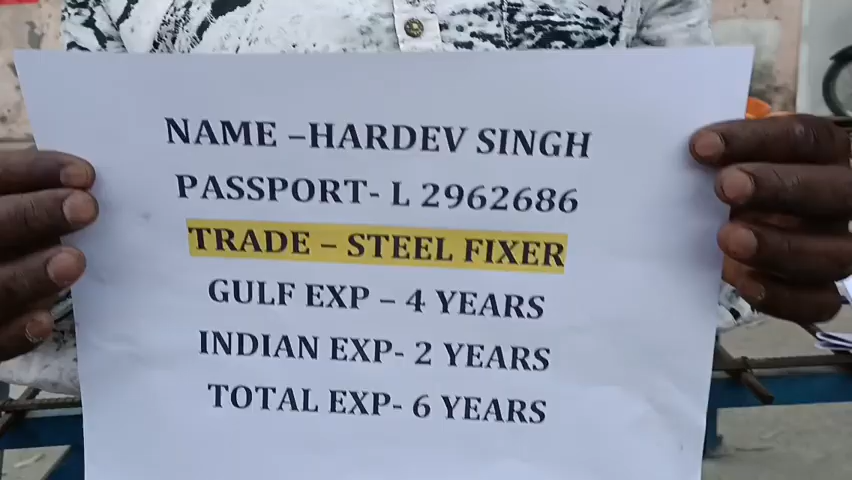 NAME –HARDEV SINGH
PASSPORT- L 2962686
TRADE – STEEL FIXER
GULF EXP – 4 YEARS
INDIAN EXP- 2 YEARS
TOTAL EXP- 6 YEARS